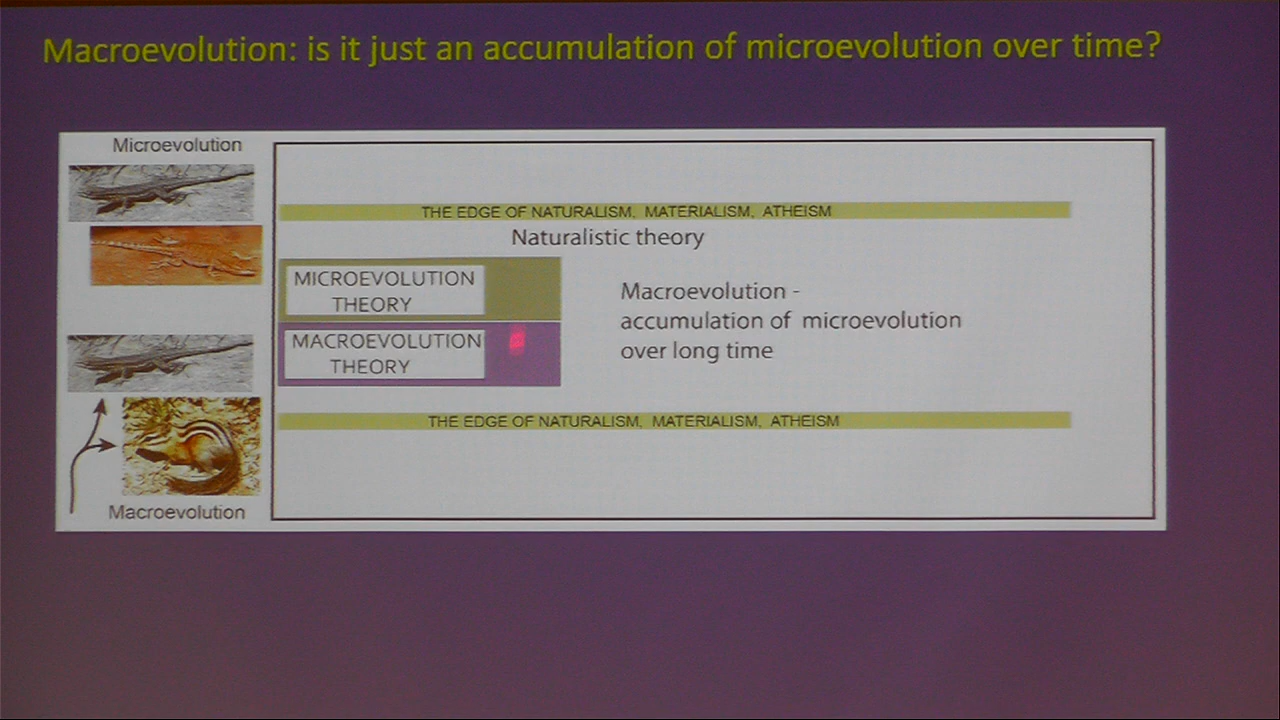 Macroevolution: is it just an accumulation of microevolution over time?
Microevolution
THE EDGE OF NATURALISM, MATERIALISM, ATHEISM
Naturalistic theory
MICROEVOLUTION
THEORY
MACROEVOLUTION
THEORY
Macroevolution -
accumulation of microevolution
over long time
THE EDGE OF NATURALISM, MATERIALISM, ATHEISM
Macroevolution